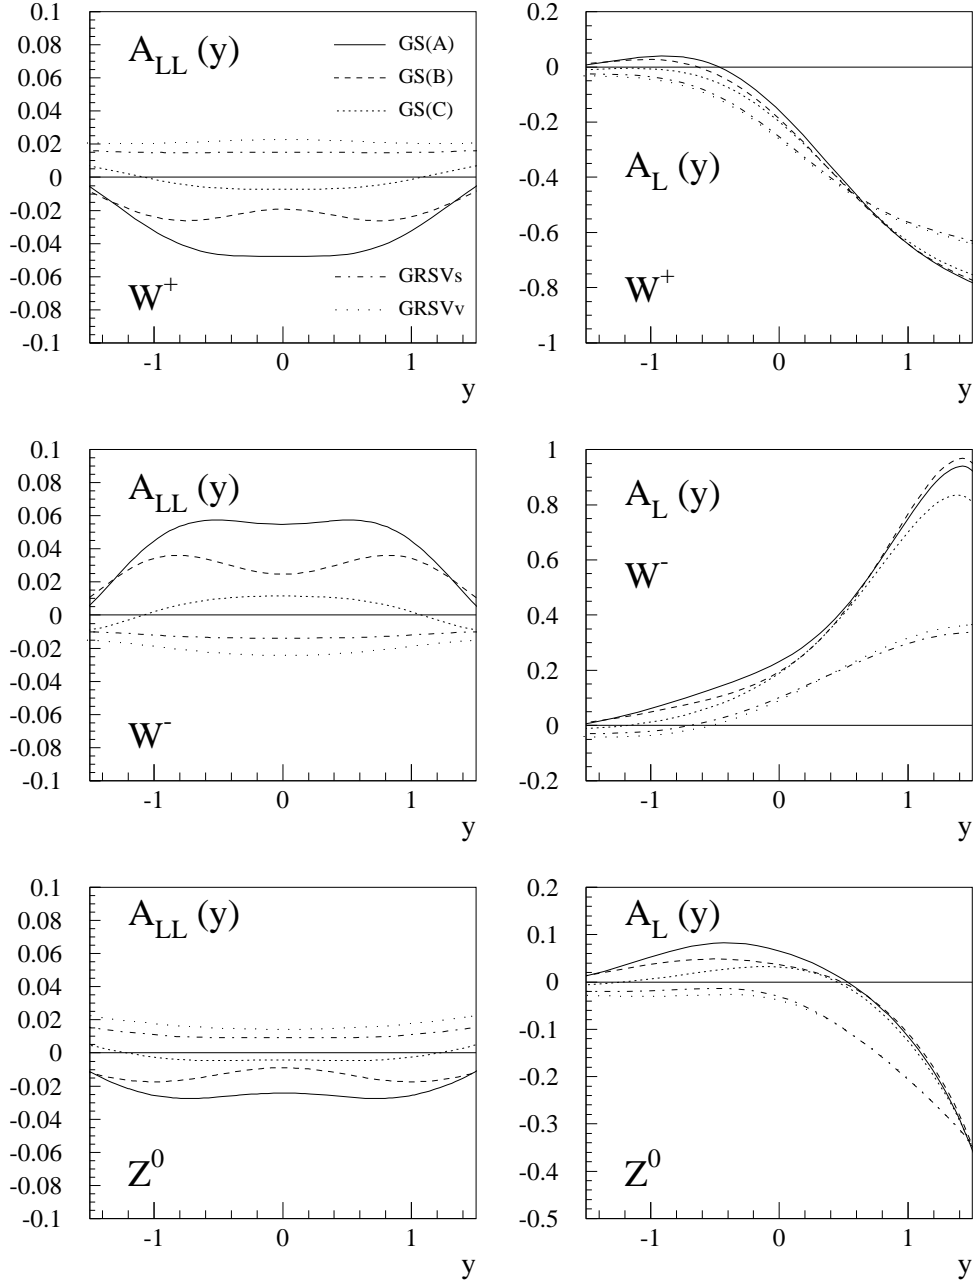 A_LL (y)
GS(A)
GS(B)
GS(C)
GRSVs
GRSVv
W+
0.1
0.08
0.06
0.04
0.02
0
-0.02
-0.04
-0.06
-0.08
-0.1
-1 0 1
y
A_L (y)
W+
0.2
0
-0.2
-0.4
-0.6
-0.8
-1
-1 0 1
y
A_LL (y)
W-
0.1
0.08
0.06
0.04
0.02
0
-0.02
-0.04
-0.06
-0.08
-0.1
-1 0 1
y
A_L (y)
W-
1
0.8
0.6
0.4
0.2
0
-0.2
-1 0 1
y
A_LL (y)
Z0
0.1
0.08
0.06
0.04
0.02
0
-0.02
-0.04
-0.06
-0.08
-0.1
-1 0 1
y
A_L (y)
Z0
0.2
0.1
0
-0.1
-0.2
-0.3
-0.4
-0.5
-1 0 1
y